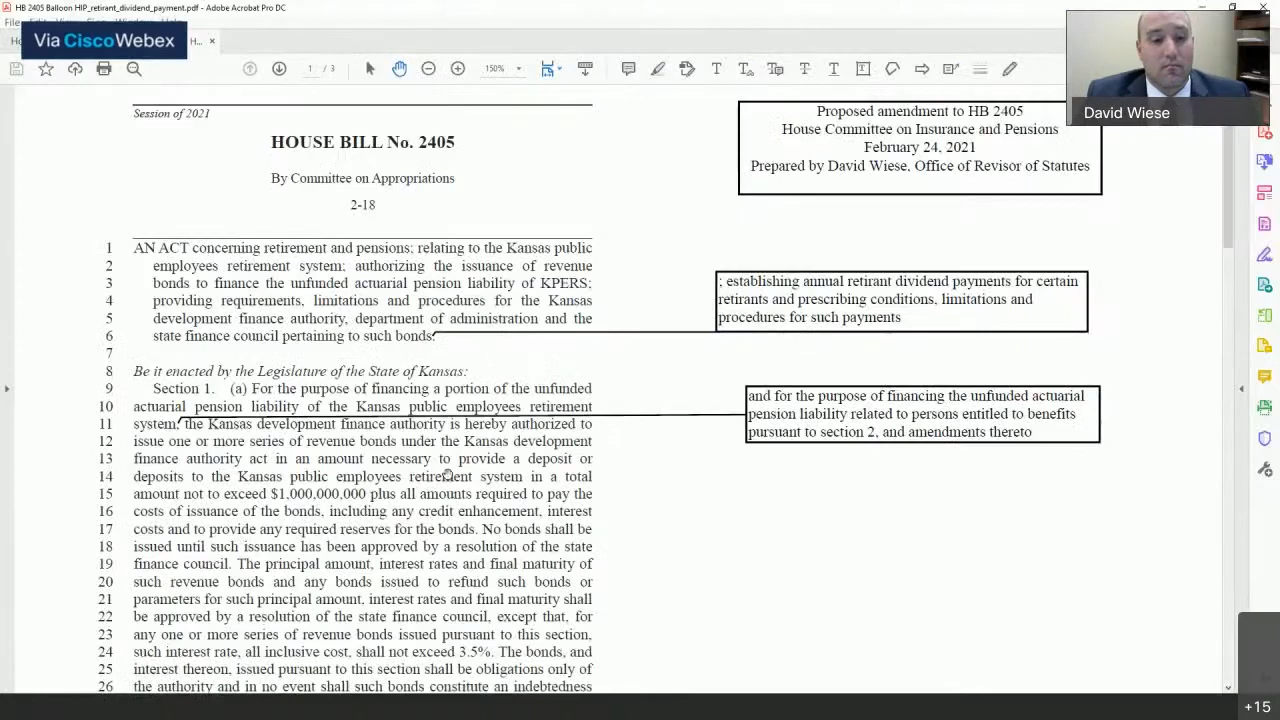 HB 2405 Balloon HIP_retirant_dividend_payment.pdf - Adobe Acrobat Pro DC
Via CiscoWebex
H...
1 / 3
150%
David Wiese
Session of 2021
HOUSE BILL No. 2405
By Committee on Appropriations
2-18
Proposed amendment to HB 2405
House Committee on Insurance and Pensions
February 24, 2021
Prepared by David Wiese, Office of Revisor of Statutes
1 AN ACT concerning retirement and pensions; relating to the Kansas public
2 employees retirement system; authorizing the issuance of revenue
3 bonds to finance the unfunded actuarial pension liability of KPERS;
4 providing requirements, limitations and procedures for the Kansas
5 development finance authority, department of administration and the
6 state finance council pertaining to such bonds.
; establishing annual retirant dividend payments for certain
retirants and prescribing conditions, limitations and
procedures for such payments
7
8 Be it enacted by the Legislature of the State of Kansas:
9 Section 1. (a) For the purpose of financing a portion of the unfunded
10 actuarial pension liability of the Kansas public employees retirement
11 system, the Kansas development finance authority is hereby authorized to
and for the purpose of financing the unfunded actuarial
pension liability related to persons entitled to benefits
pursuant to section 2, and amendments thereto
12 issue one or more series of revenue bonds under the Kansas development
13 finance authority act in an amount necessary to provide a deposit or
14 deposits to the Kansas public employees retirement system in a total
15 amount not to exceed $1,000,000,000 plus all amounts required to pay the
16 costs of issuance of the bonds, including any credit enhancement, interest
17 costs and to provide any required reserves for the bonds. No bonds shall be
18 issued until such issuance has been approved by a resolution of the state
19 finance council. The principal amount, interest rates and final maturity of
20 such revenue bonds and any bonds issued to refund such bonds or
21 parameters for such principal amount, interest rates and final maturity shall
22 be approved by a resolution of the state finance council, except that, for
23 any one or more series of revenue bonds issued pursuant to this section,
24 such interest rate, all inclusive cost, shall not exceed 3.5%. The bonds, and
25 interest thereon, issued pursuant to this section shall be obligations only of
26 the authority and in no event shall such bonds constitute an indebtedness
+15